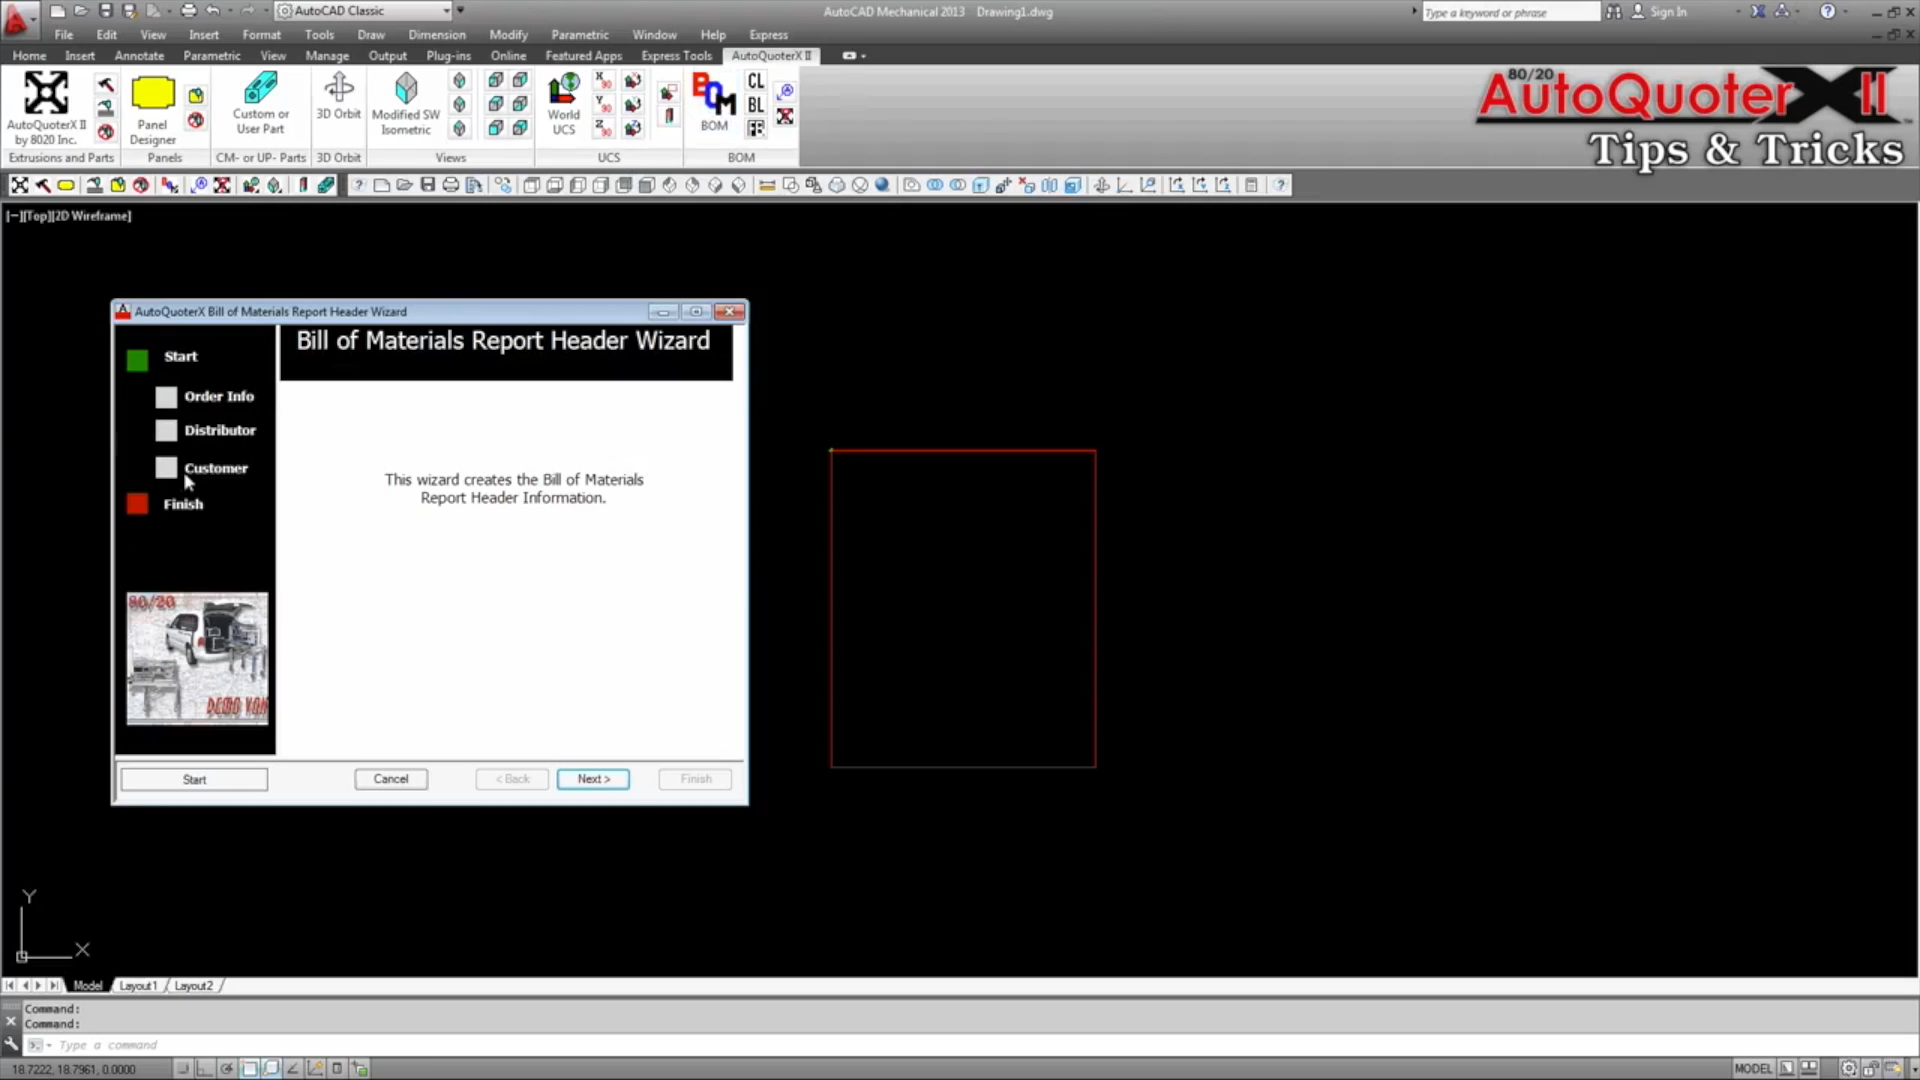 AutoCAD Classic
AutoCAD Mechanical 2013 Drawing1.dwg
Type a keyword or phrase
Sign In
File Edit View Insert Format Tools Draw Dimension Modify Parametric Window Help Express
Home Insert Annotate Parametric View Manage Output Plug-ins Online Featured Apps Express Tools AutoQuoterX II
AutoQuoterX II
by 8020 Inc.
Panel
Designer
Custom or
User Part
3D Orbit
Modified SW
Isometric
World
UCS
X
90
Y
90
Z
90
BOM
BOM
CL
BL
Extrusions and Parts Panels CM- or UP- Parts 3D Orbit Views UCS BOM
80/20
AutoQuoterX II
Tips & Tricks
[−][Top][2D Wireframe]
AutoQuoterX Bill of Materials Report Header Wizard
Bill of Materials Report Header Wizard
Start
Order Info
Distributor
Customer
Finish
This wizard creates the Bill of Materials
Report Header Information.
80/20
DEMO VAN
Start Cancel < Back Next > Finish
Y
X
Model Layout1 Layout2
Command:
Command:
Type a command
18.7222, 18.7961, 0.0000
MODEL